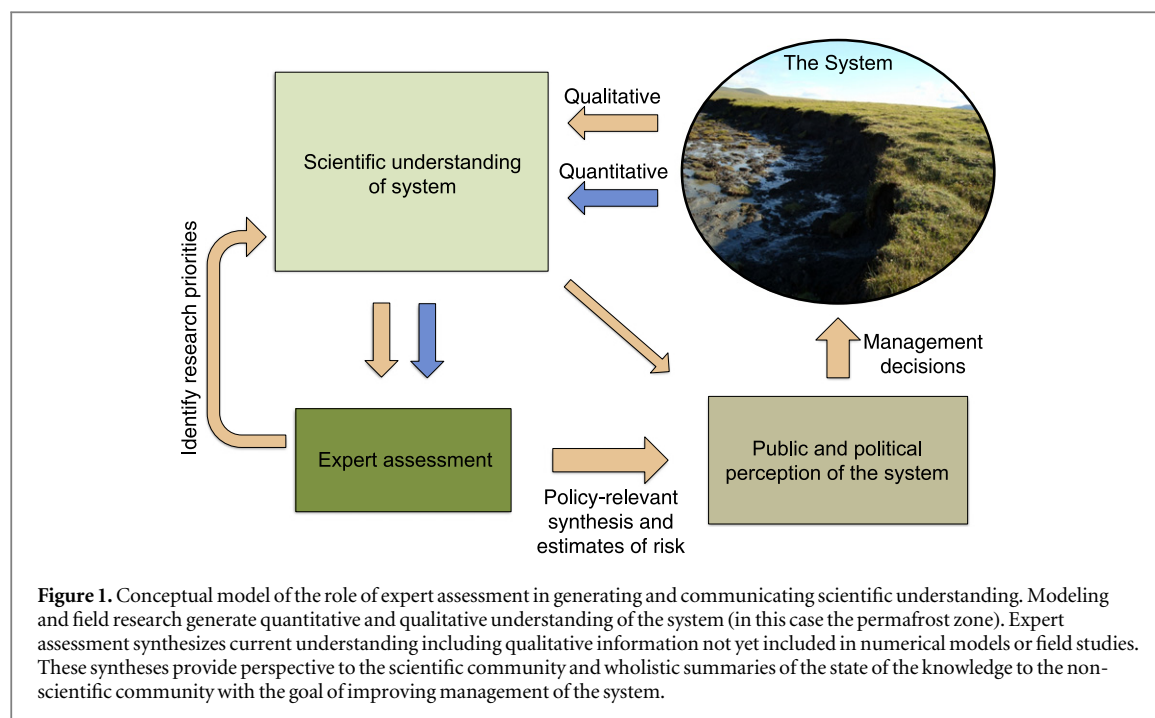 The System
Qualitative
Quantitative
Scientific understanding
of system
Identify research priorities
Management
decisions
Expert assessment
Public and political
perception of the system
Policy-relevant
synthesis and
estimates of risk
Figure 1. Conceptual model of the role of expert assessment in generating and communicating scientific understanding. Modeling
and field research generate quantitative and qualitative understanding of the system (in this case the permafrost zone). Expert
assessment synthesizes current understanding including qualitative information not yet included in numerical models or field studies.
These syntheses provide perspective to the scientific community and wholistic summaries of the state of the knowledge to the non-
scientific community with the goal of improving management of the system.